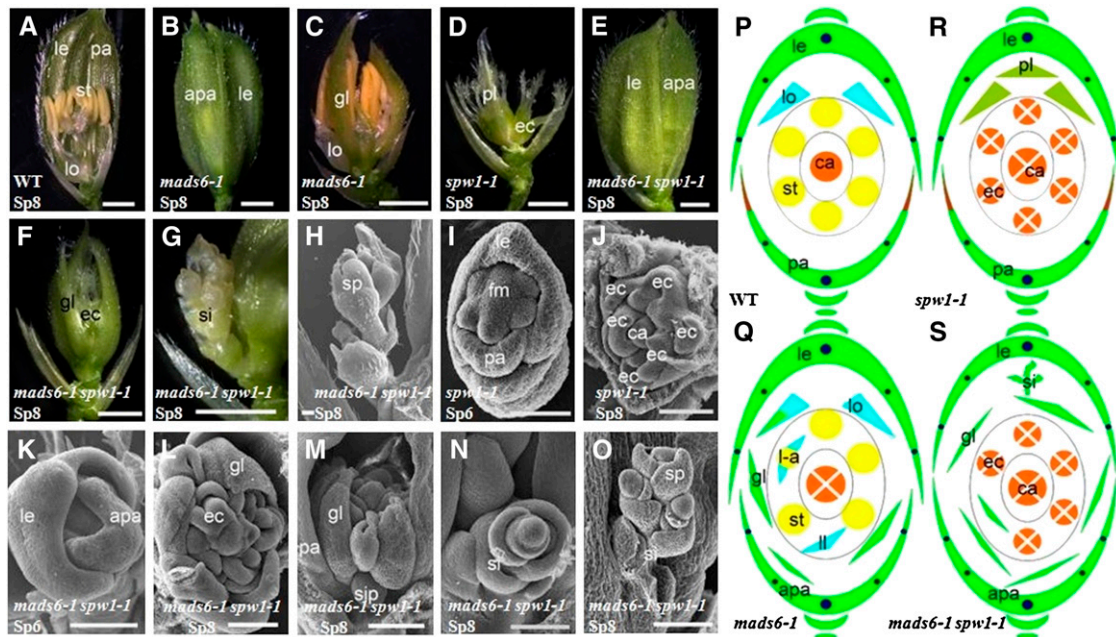 A
le
pa
st
lo
WT
Sp8
B
apa
le
mads6-1
Sp8
C
gl
lo
mads6-1
Sp8
D
pl
ec
spw1-1
Sp8
E
le
apa
mads6-1 spw1-1
Sp8
F
gl
ec
mads6-1 spw1-1
Sp8
G
si
mads6-1 spw1-1
Sp8
H
sp
mads6-1 spw1-1
Sp8
I
le
fm
pa
spw1-1
Sp6
J
ec
ec
ec
ca
ec
ec
ec
spw1-1
Sp8
K
le
apa
mads6-1 spw1-1
Sp6
L
gl
ec
mads6-1 spw1-1
Sp8
M
gl
pa
sip
mads6-1 spw1-1
Sp8
N
si
mads6-1 spw1-1
Sp8
O
sp
si
mads6-1 spw1-1
Sp8
P
le
lo
ca
st
pa
WT
R
le
pl
ca
ec
pa
spw1-1
Q
le
lo
l-a
gl
st
ll
apa
mads6-1
S
le
si
gl
ec
ca
apa
mads6-1 spw1-1